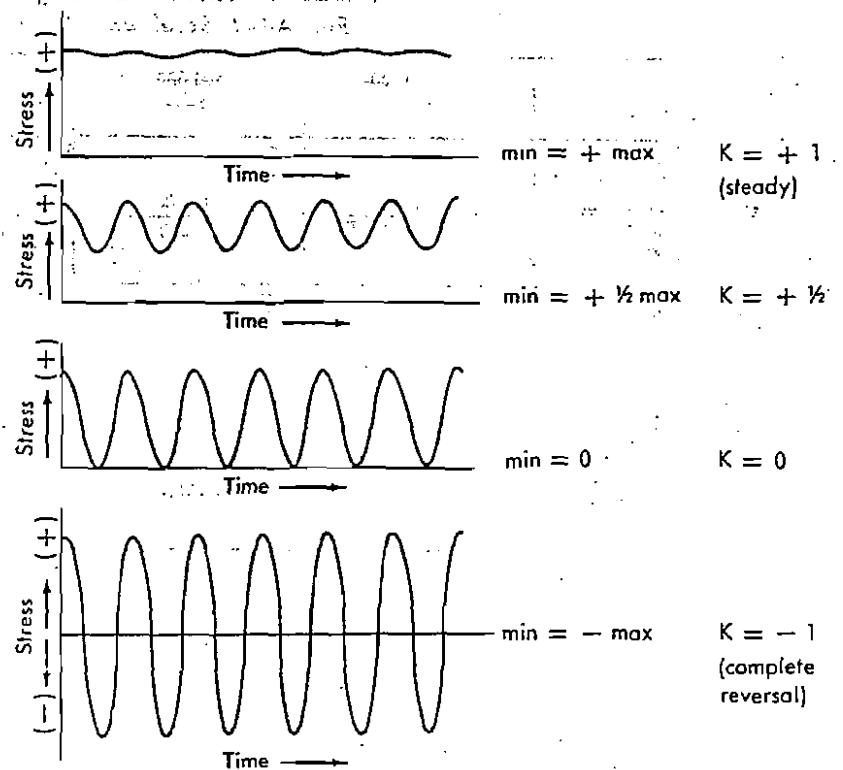 (+)
Stress
Time
min = + max K = + 1
(steady)
(+)
Stress
Time
min = + ½ max K = + ½
(+)
Stress
Time
min = 0 K = 0
(+)
Stress
(−)
min = − max K = − 1
(complete
reversal)
Time